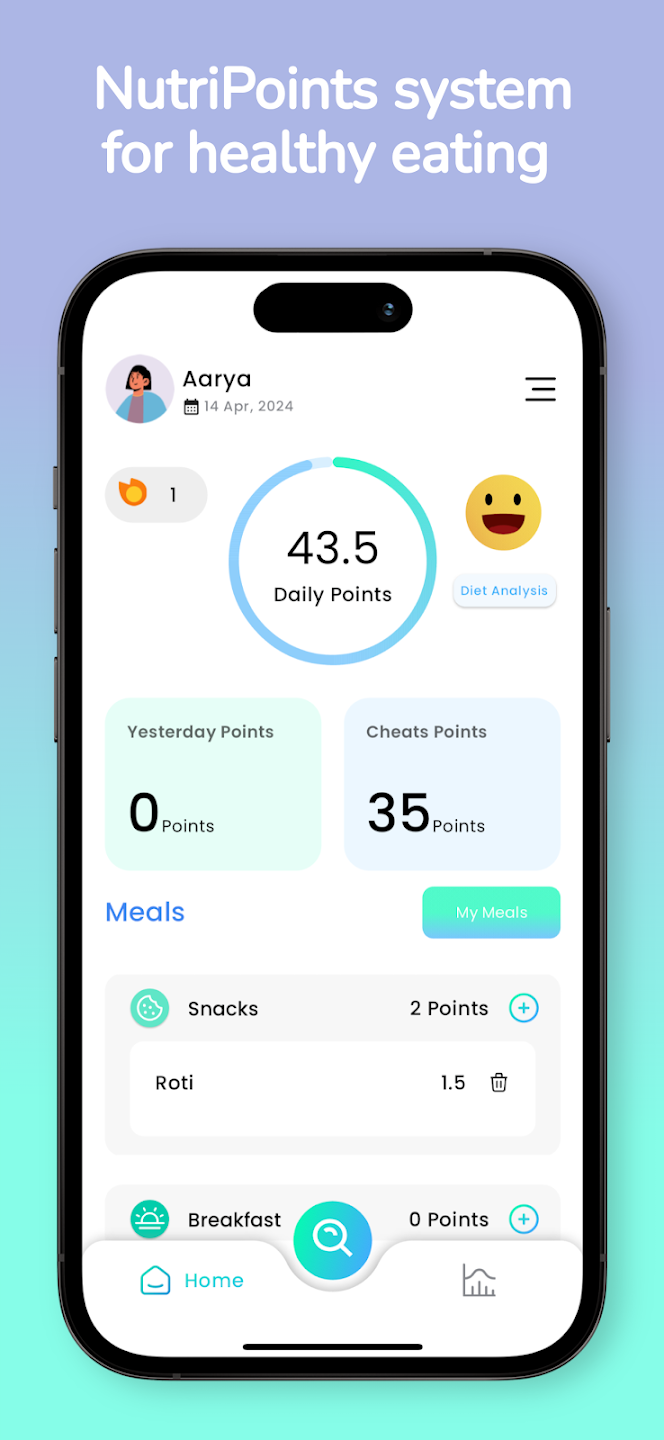 NutriPoints system
for healthy eating
Aarya
14 Apr, 2024
1
43.5
Daily Points
Diet Analysis
Yesterday Points
0 Points
Cheats Points
35 Points
Meals
My Meals
Snacks
2 Points
Roti
1.5
Breakfast
0 Points
Home